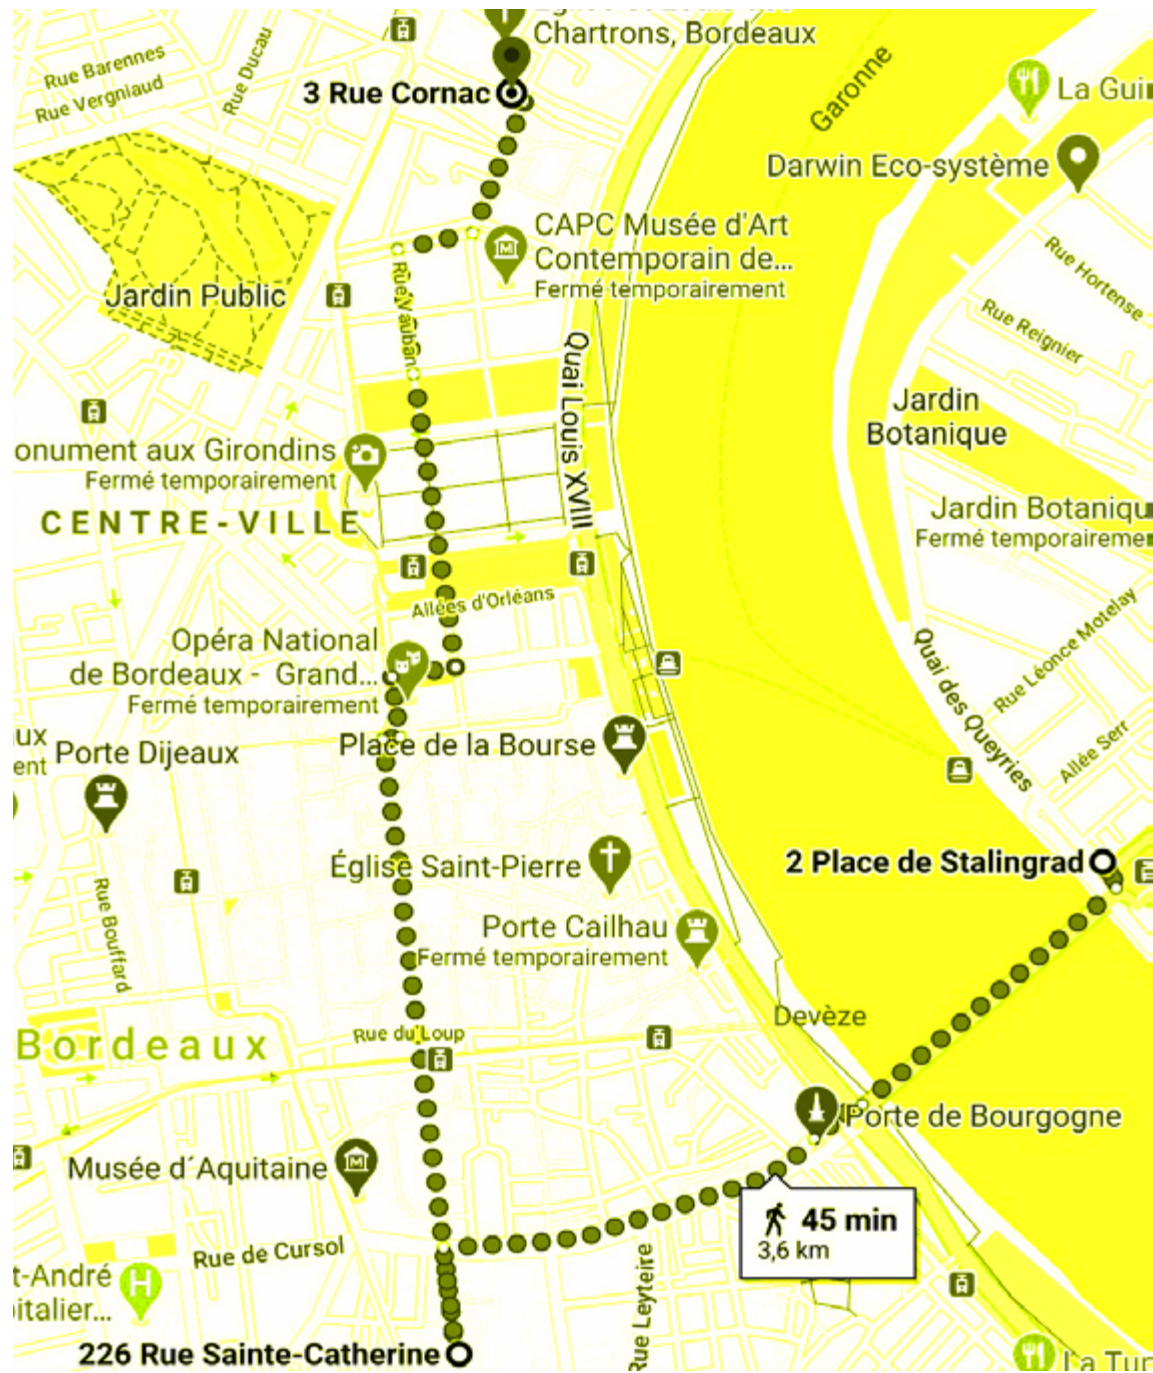 Chartrons, Bordeaux
Rue Barennes
Rue Vergniaud
Rue Ducau
3 Rue Cornac
Garonne
La Gui
Darwin Eco-système
CAPC Musée d'Art
Contemporain de...
Fermé temporairement
Jardin Public
Rue Vauban
Rue Hortense
Rue Reignier
Quai Louis XVIII
Jardin
Botanique
onument aux Girondins
Fermé temporairement
CENTRE-VILLE
Jardin Botaniqu
Fermé temporaireme
Allées d'Orléans
Opéra National
de Bordeaux - Grand...
Fermé temporairement
Quai des Queyries
Rue Léonce Motelay
Allée Serr
ux
ent
Porte Dijeaux
Place de la Bourse
Église Saint-Pierre
2 Place de Stalingrad
Rue Bouffard
Porte Cailhau
Fermé temporairement
Devèze
Bordeaux
Rue du Loup
Porte de Bourgogne
Musée d´Aquitaine
45 min
3,6 km
Rue de Cursol
Rue Leyteire
t-André
pitalier...
H
226 Rue Sainte-Catherine
La Tup